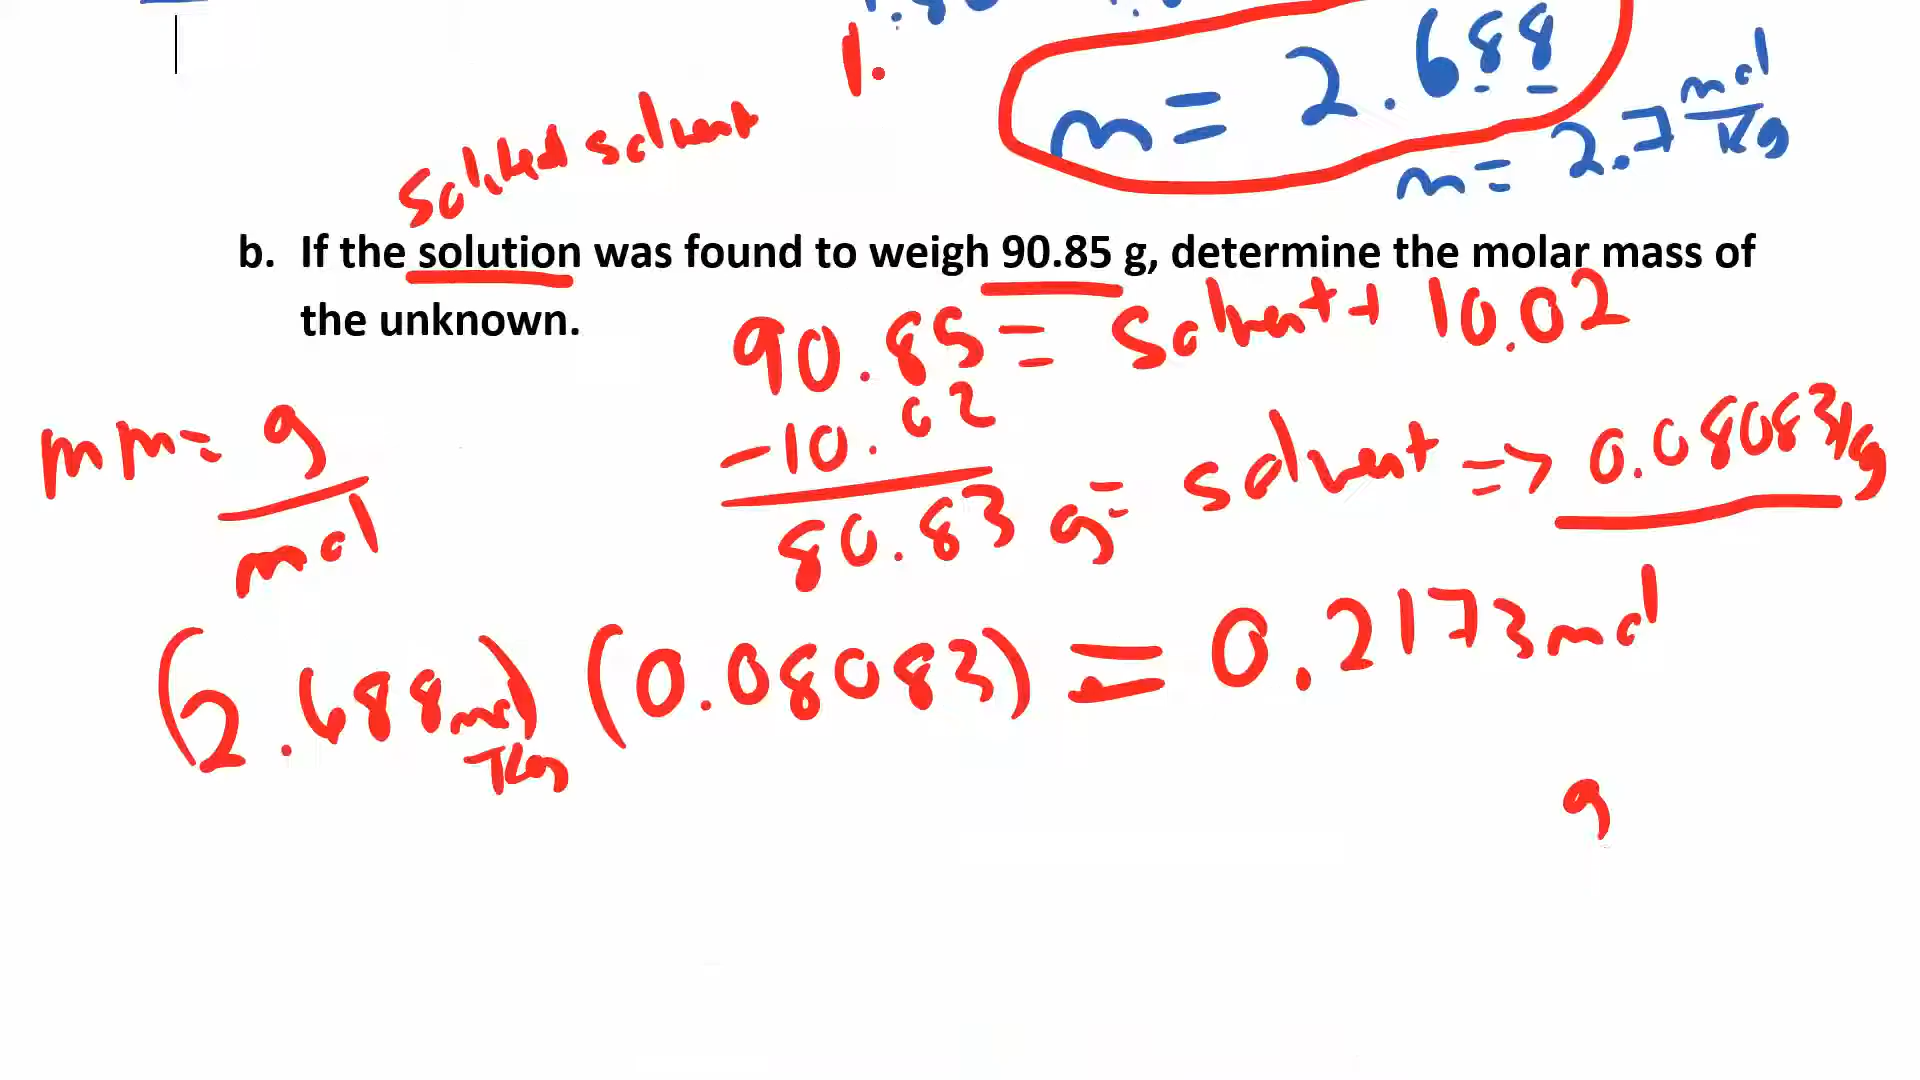 1.
m = 2.688
m = 2.7 mol/kg
solvent
b. If the solution was found to weigh 90.85 g, determine the molar mass of
the unknown.
90.85 = Solvent + 10.02
-10.02
mm = g/mol
80.83 g = solvent => 0.08083 kg
(2.688 mol/kg) (0.08083) = 0.2173 mol
g